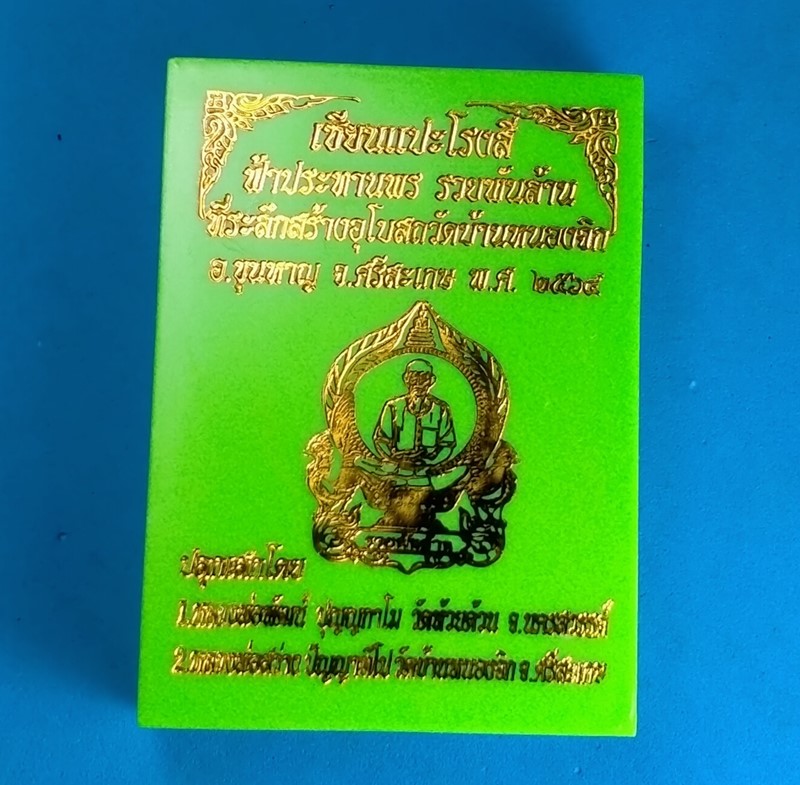 เซียนแปะโรงสี
ฟ้าประทานพร รวยพันล้าน
ที่ระลึกสร้างอุโบสถวัดบ้านหนองจิก
อ.ขุนหาญ จ.ศรีสะเกษ พ.ศ. ๒๕๖๔
ปลุกเสกโดย
1.หลวงพ่อพัฒน์ ปุญญกาโม วัดห้วยด้วน จ.นครสวรรค์
2.หลวงพ่อสว่าง ปัญญาทีโป วัดบ้านหนองจิก จ.ศรีสะเกษ